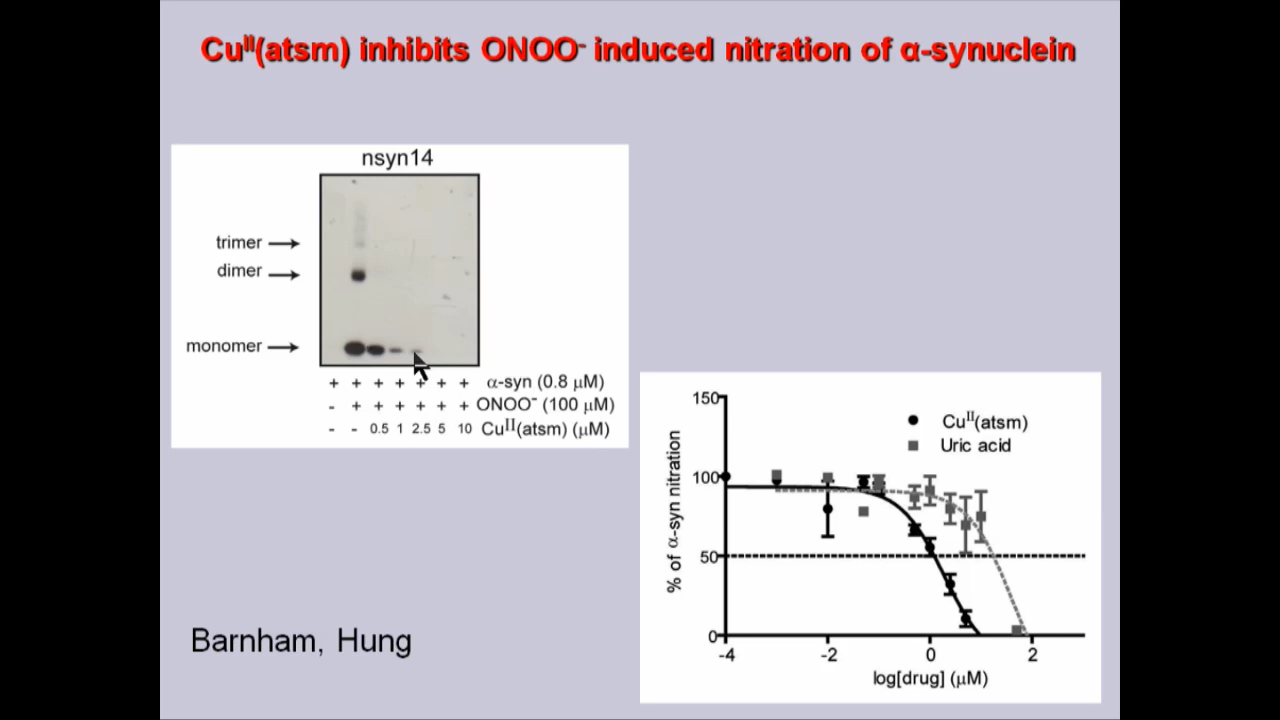 Cuᴵᴵ(atsm) inhibits ONOO⁻ induced nitration of α-synuclein
nsyn14
trimer
dimer
monomer
+ + + + + + + α-syn (0.8 μM)
- + + + + + + ONOO⁻ (100 μM)
- - 0.5 1 2.5 5 10 Cuᴵᴵ(atsm) (μM)
Barnham, Hung
% of α-syn nitration
150
100
50
0
-4 -2 0 2
log[drug] (μM)
Cuᴵᴵ(atsm)
Uric acid